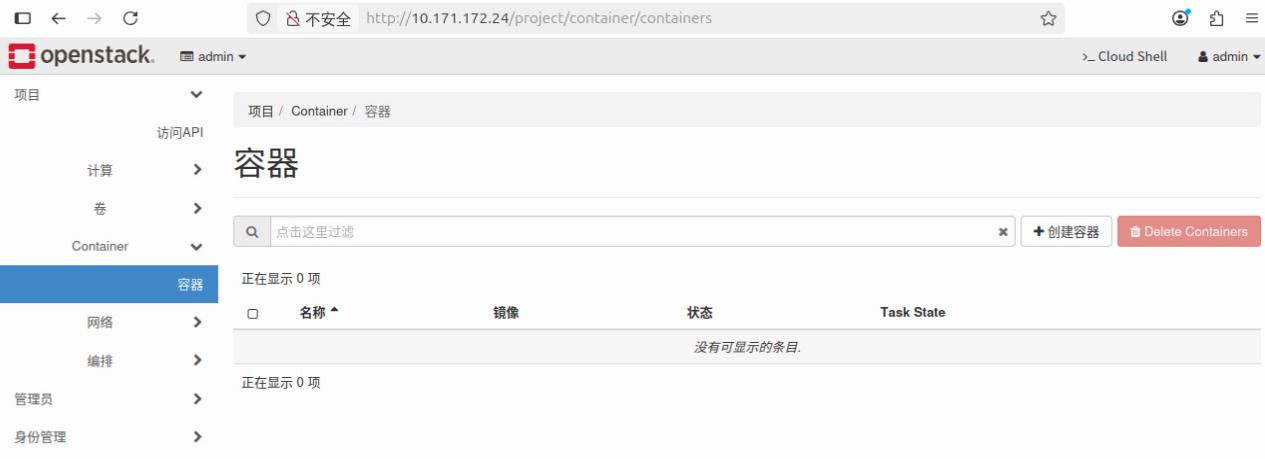 不安全 http://10.171.172.24/project/container/containers
openstack. admin >_ Cloud Shell admin
项目
访问API
计算
卷
Container
容器
网络
编排
管理员
身份管理
项目 / Container / 容器
容器
点击这里过滤 创建容器 Delete Containers
正在显示 0 项
名称 镜像 状态 Task State
没有可显示的条目.
正在显示 0 项